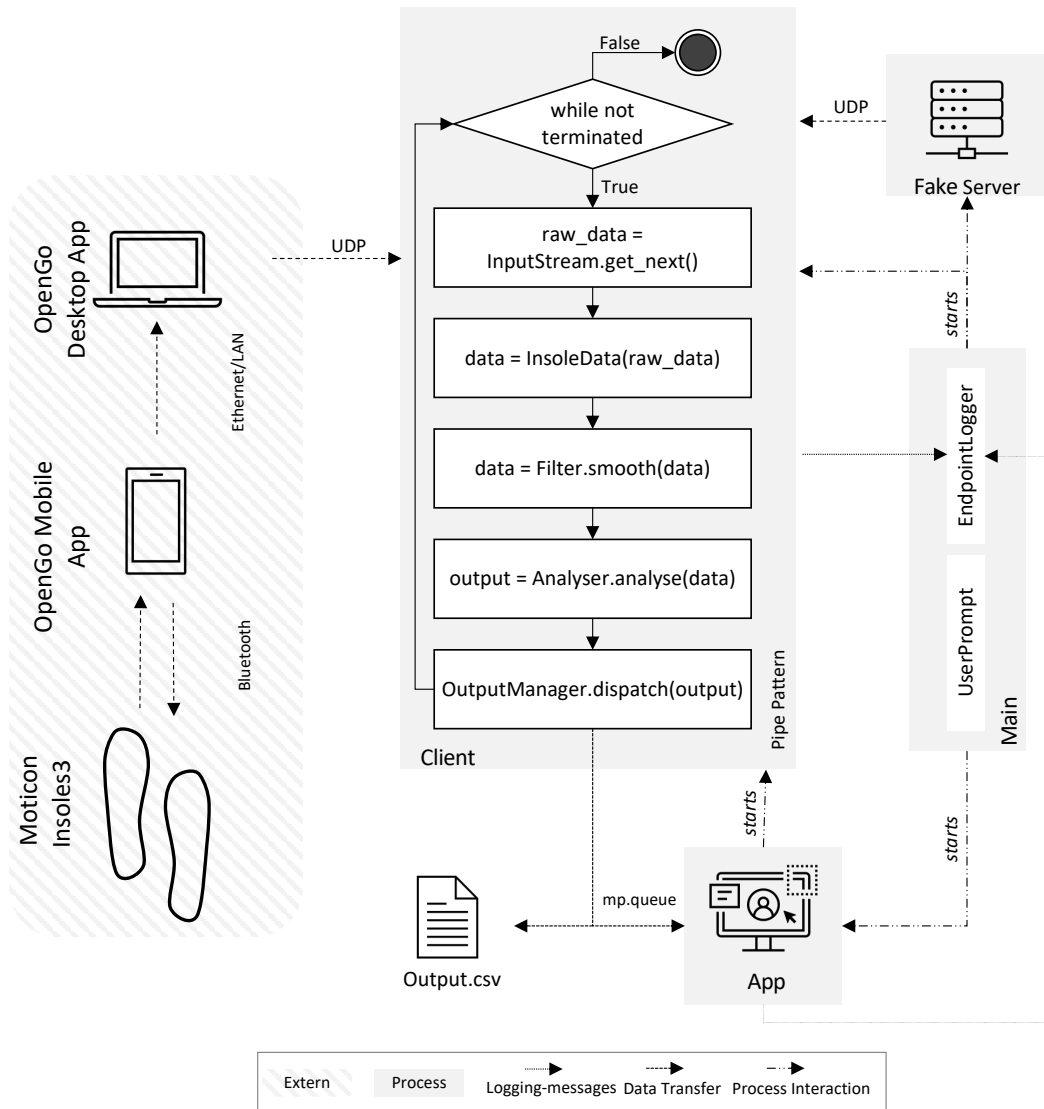 False
while not
terminated
True
raw_data =
InputStream.get_next()
data = InsoleData(raw_data)
data = Filter.smooth(data)
output = Analyser.analyse(data)
OutputManager.dispatch(output)
Client
Pipe Pattern
UDP
Fake Server
OpenGo
Desktop App
UDP
Ethernet/LAN
OpenGo Mobile
App
Bluetooth
Moticon
Insoles3
starts
EndpointLogger
UserPrompt
Main
starts
starts
mp.queue
Output.csv
App
Extern
Process
Logging-messages
Data Transfer
Process Interaction